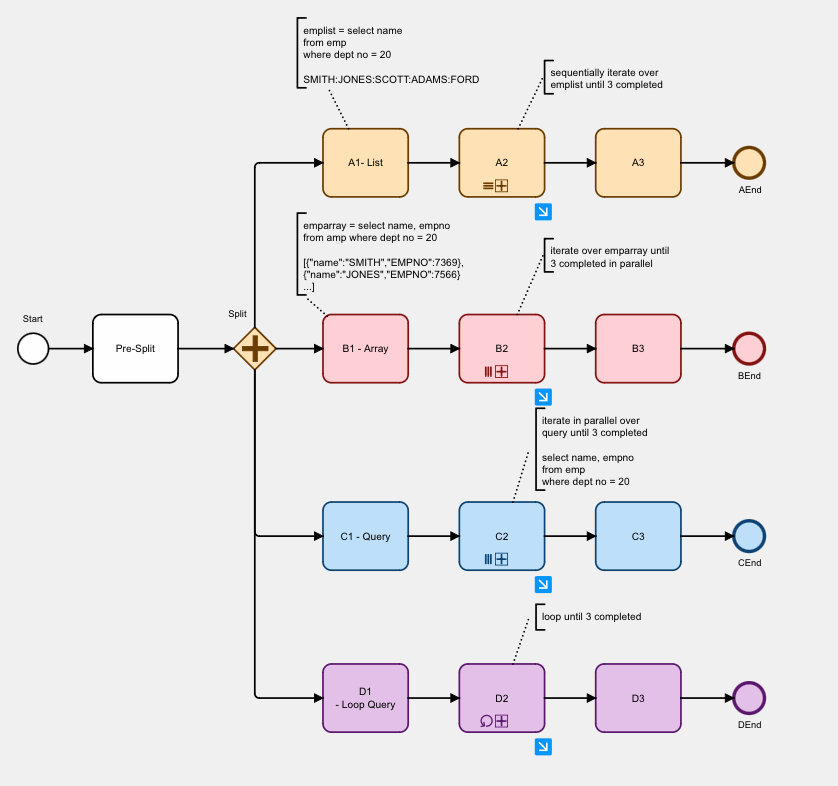 emplist = select name
from emp
where dept no = 20
SMITH:JONES:SCOTT:ADAMS:FORD
sequentially iterate over
emplist until 3 completed
A1- List
A2
A3
AEnd
emparray = select name, empno
from amp where dept no = 20
[{"name":"SMITH","EMPNO":7369},
{"name":"JONES","EMPNO":7566}
...]
iterate over emparray until
3 completed in parallel
Start
Pre-Split
Split
B1 - Array
B2
B3
BEnd
iterate in parallel over
query until 3 completed
select name, empno
from emp
where dept no = 20
C1 - Query
C2
C3
CEnd
loop until 3 completed
D1
- Loop Query
D2
D3
DEnd